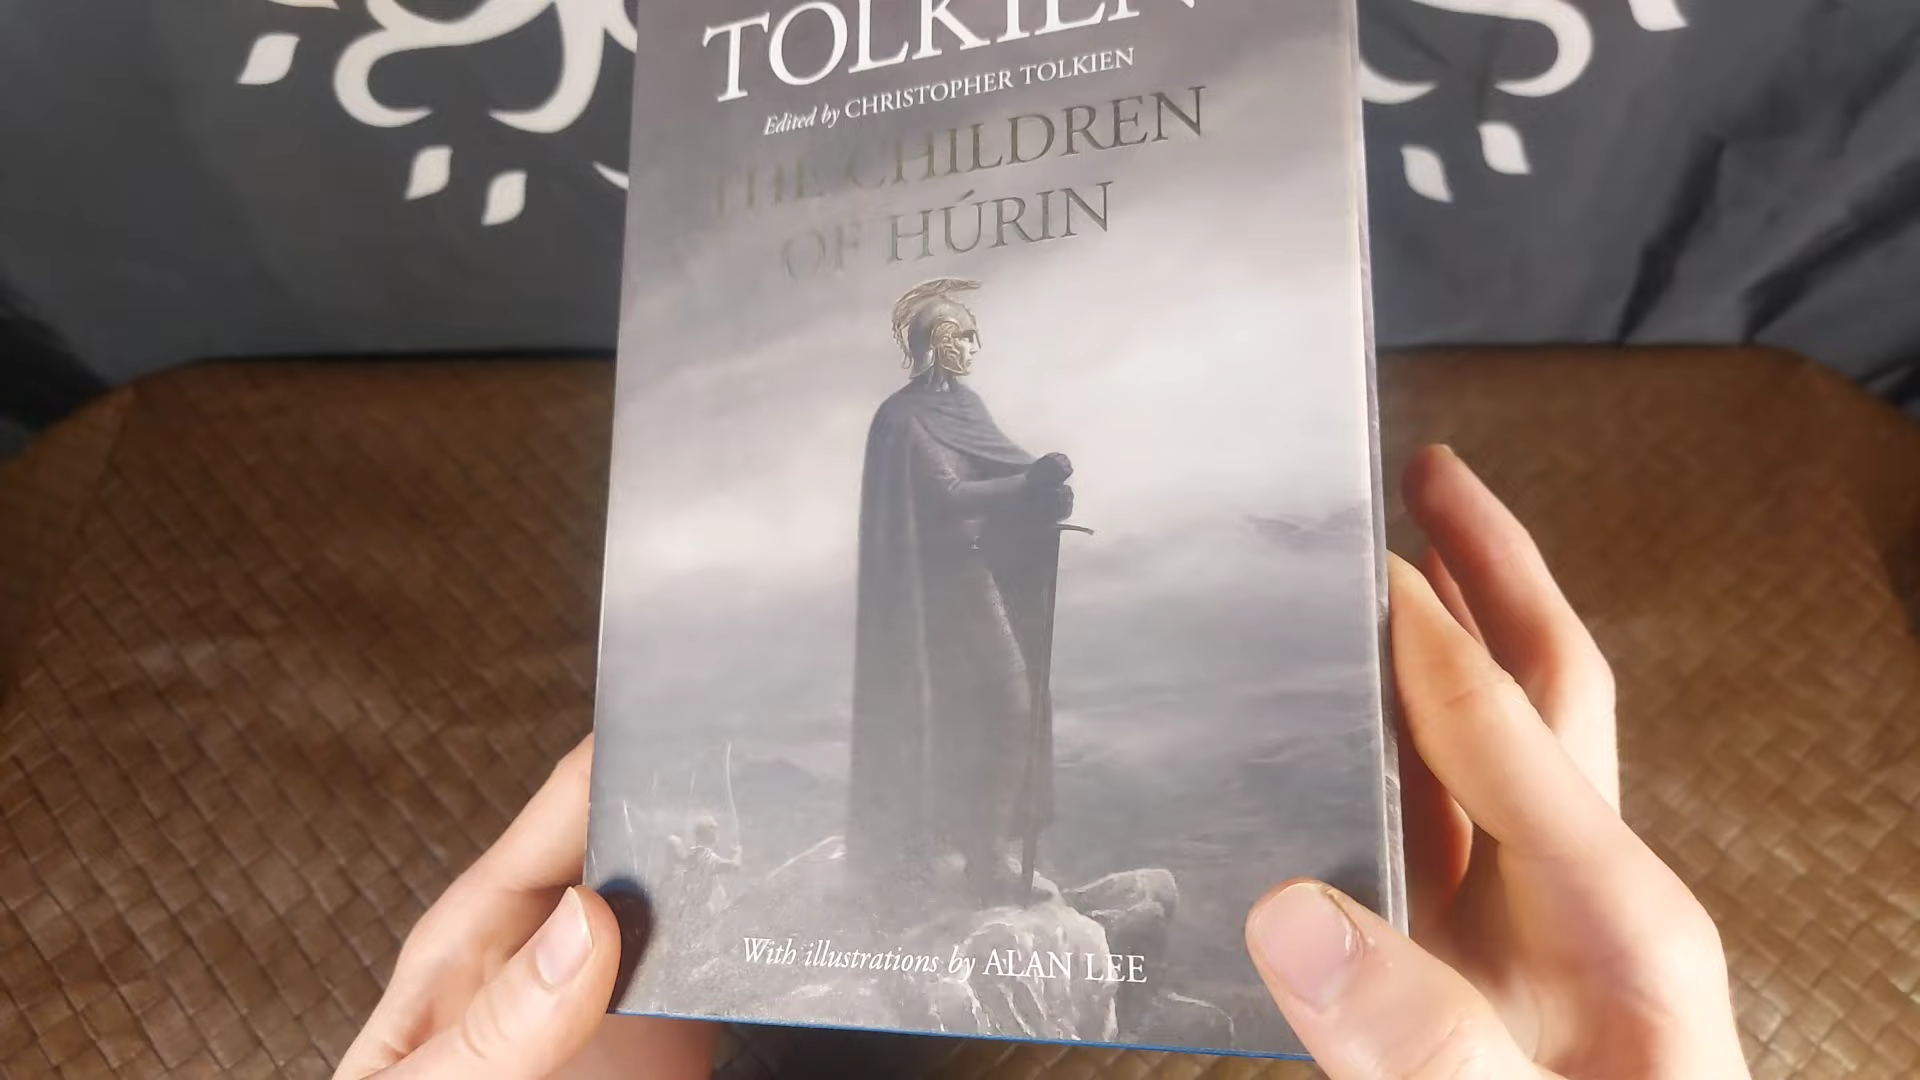 TOLKIEN
Edited by CHRISTOPHER TOLKIEN
THE CHILDREN
OF HÚRIN
With illustrations by ALAN LEE